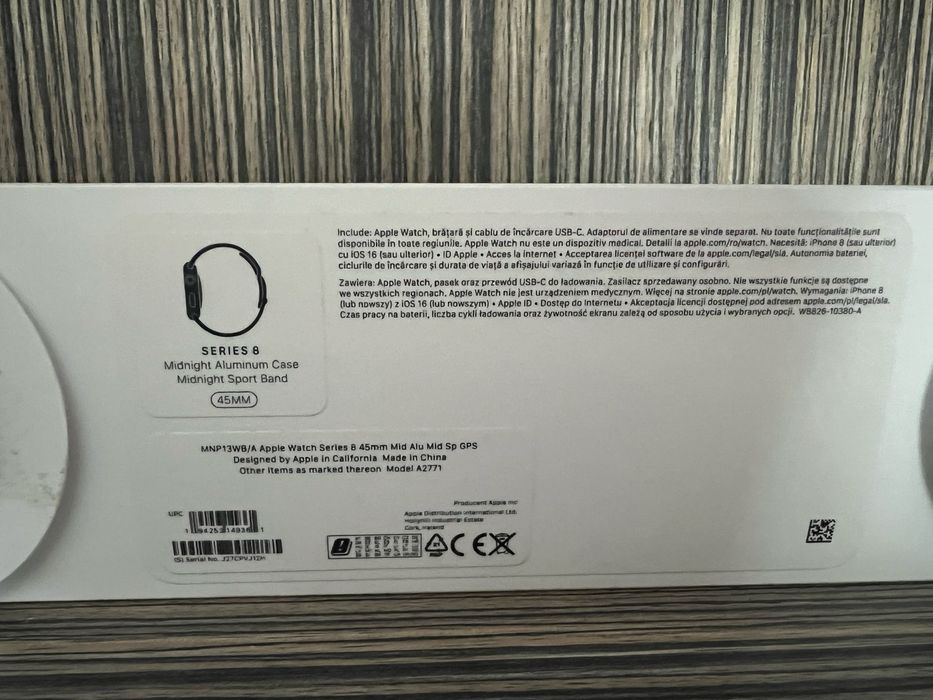 Include: Apple Watch, brățară și cablu de încărcare USB-C. Adaptorul de alimentare se vinde separat. Nu toate funcționalitățile sunt
disponibile în toate regiunile. Apple Watch nu este un dispozitiv medical. Detalii la apple.com/ro/watch. Necesită: iPhone 8 (sau ulterior)
cu iOS 16 (sau ulterior) • ID Apple • Acces la internet • Acceptarea licenței software de la apple.com/legal/sla. Autonomia bateriei,
ciclurile de încărcare și durata de viață a afișajului variază în funcție de utilizare și configurări.
Zawiera: Apple Watch, pasek oraz przewód USB-C do ładowania. Zasilacz sprzedawany osobno. Nie wszystkie funkcje są dostępne
we wszystkich regionach. Apple Watch nie jest urządzeniem medycznym. Więcej na stronie apple.com/pl/watch. Wymagania: iPhone 8
(lub nowszy) z iOS 16 (lub nowszym) • Apple ID • Dostęp do Internetu • Akceptacja licencji dostępnej pod adresem apple.com/pl/legal/sla.
Czas pracy na baterii, liczba cykli ładowania oraz żywotność ekranu zależą od sposobu użycia i wybranych opcji. WB826-10380-A
SERIES 8
Midnight Aluminum Case
Midnight Sport Band
45MM
MNP13WB/A Apple Watch Series 8 45mm Mid Alu Mid Sp GPS
Designed by Apple in California Made in China
Other items as marked thereon Model A2771
Producent Apple Inc
Apple Distribution International Ltd.
Hollyhill Industrial Estate
Cork, Ireland
UPC
(S) Serial No.
CE